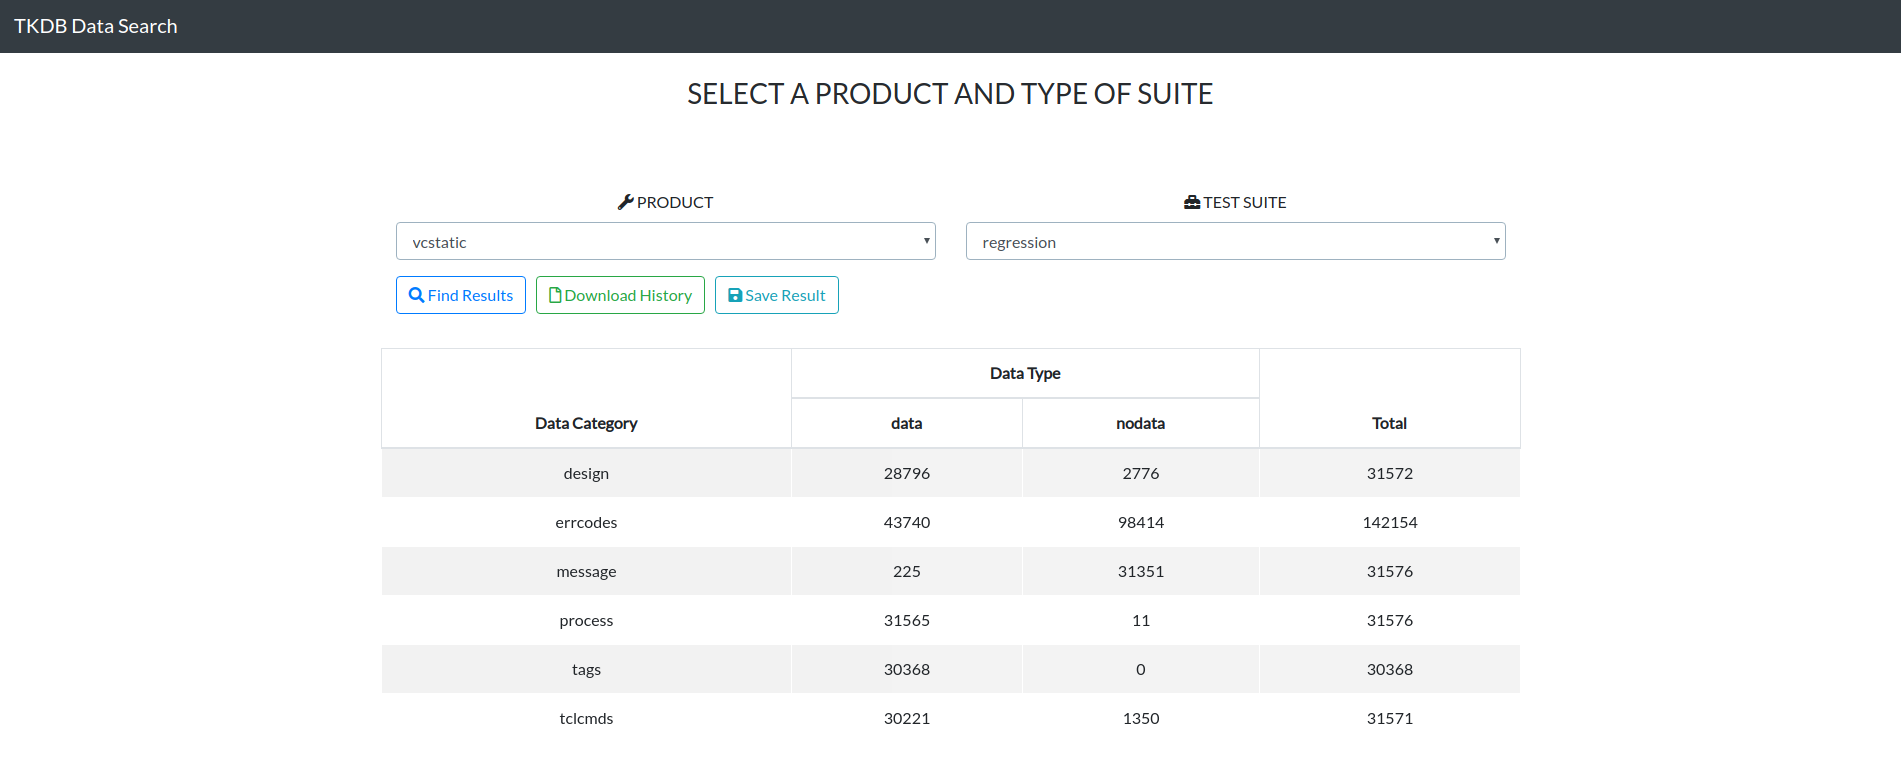 TKDB Data Search
SELECT A PRODUCT AND TYPE OF SUITE
PRODUCT TEST SUITE
vcstatic regression
Find Results Download History Save Result
Data Type
Data Category data nodata Total
design 28796 2776 31572
errcodes 43740 98414 142154
message 225 31351 31576
process 31565 11 31576
tags 30368 0 30368
tclcmds 30221 1350 31571